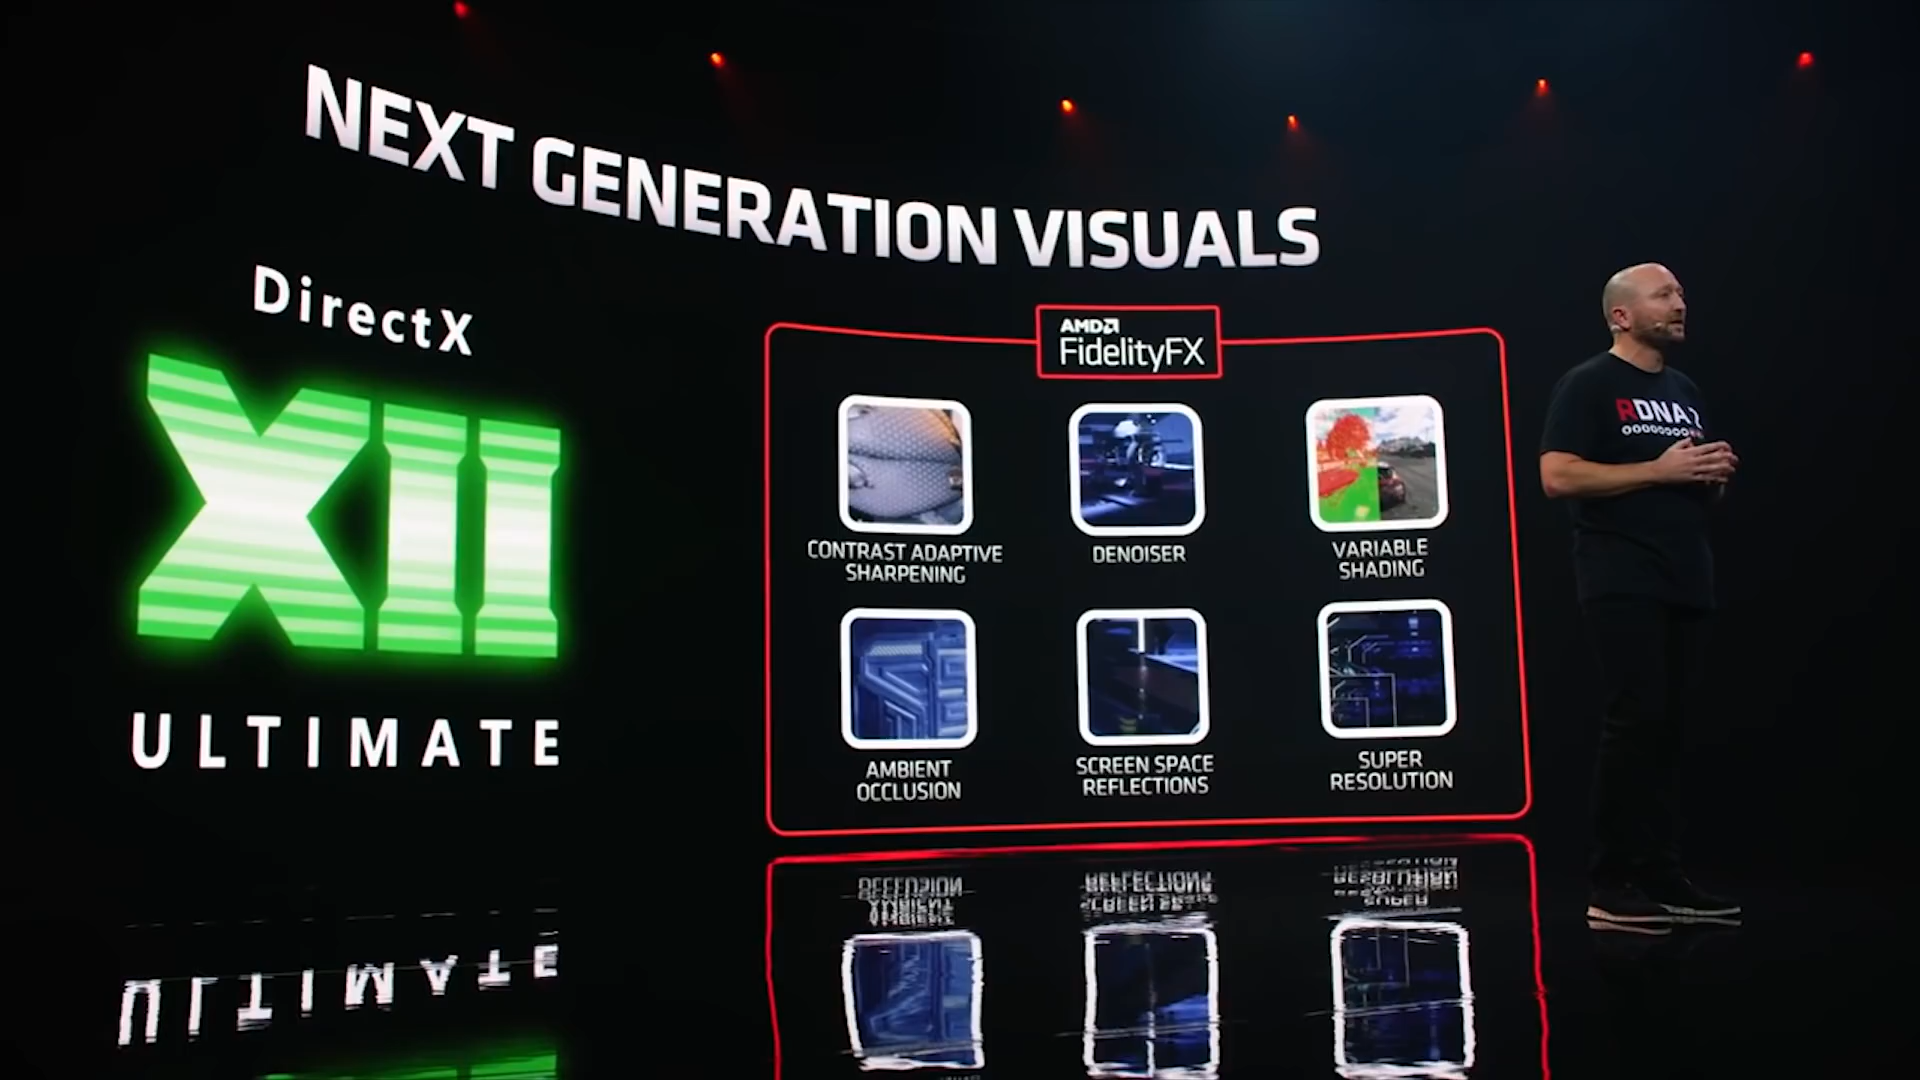 NEXT GENERATION VISUALS
DirectX
XII
ULTIMATE
AMD
FidelityFX
CONTRAST ADAPTIVE
SHARPENING
DENOISER
VARIABLE
SHADING
AMBIENT
OCCLUSION
SCREEN SPACE
REFLECTIONS
SUPER
RESOLUTION
RDNA 2